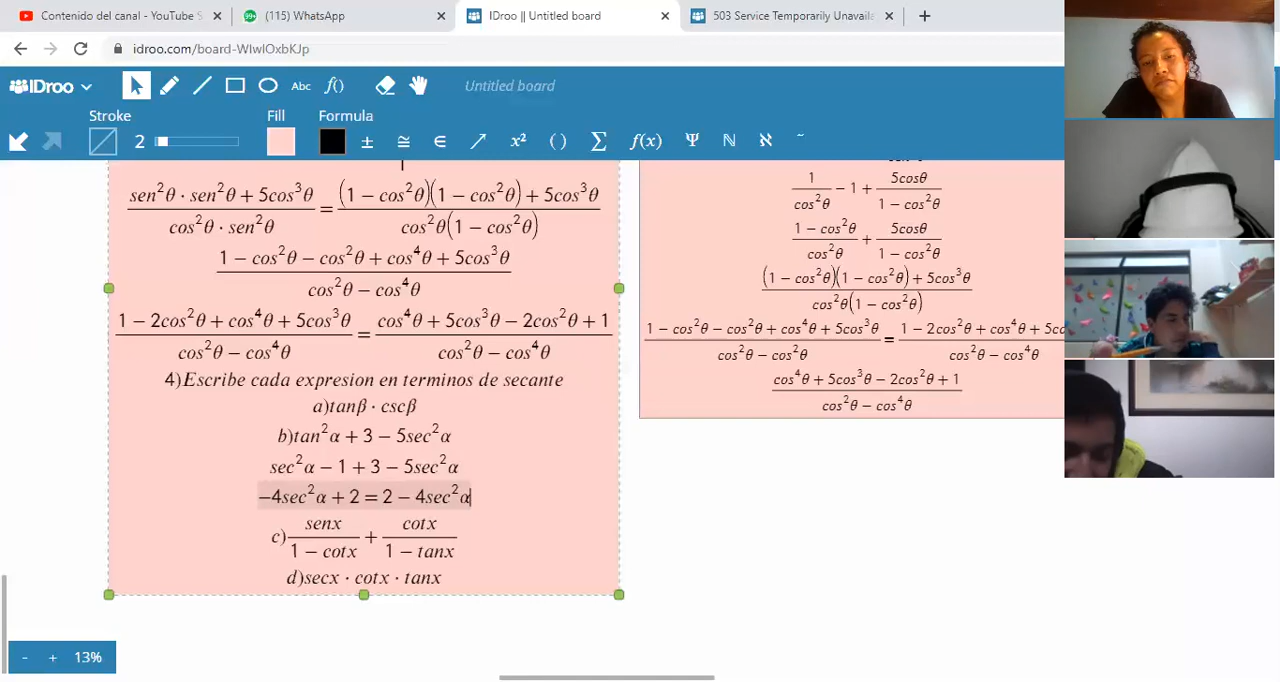 Contenido del canal - YouTube S
(115) WhatsApp
IDroo || Untitled board
503 Service Temporarily Unavaila
99+
idroo.com/board-WIwIOxbKJp
IDroo
Abc
f()
Untitled board
Stroke
Fill
Formula
2
± ≅ ∈ x² ( ) ∑ f(x) Ψ ℕ ℵ
(sen²θ · sen²θ + 5cos³θ)/(cos²θ · sen²θ) = ((1 − cos²θ)(1 − cos²θ) + 5cos³θ)/(cos²θ(1 − cos²θ))
(1 − cos²θ − cos²θ + cos⁴θ + 5cos³θ)/(cos²θ − cos⁴θ)
(1 − 2cos²θ + cos⁴θ + 5cos³θ)/(cos²θ − cos⁴θ) = (cos⁴θ + 5cos³θ − 2cos²θ + 1)/(cos²θ − cos⁴θ)
4)Escribe cada expresion en terminos de secante
a)tanβ · cscβ
b)tan²α + 3 − 5sec²α
sec²α − 1 + 3 − 5sec²α
−4sec²α + 2 = 2 − 4sec²α
c) senx/(1 − cotx) + cotx/(1 − tanx)
d)secx · cotx · tanx
1/cos²θ − 1 + 5cosθ/(1 − cos²θ)
(1 − cos²θ)/cos²θ + 5cosθ/(1 − cos²θ)
((1 − cos²θ)(1 − cos²θ) + 5cos³θ)/(cos²θ(1 − cos²θ))
(1 − cos²θ − cos²θ + cos⁴θ + 5cos³θ)/(cos²θ − cos²θ) = (1 − 2cos²θ + cos⁴θ + 5co)/(cos²θ − cos⁴θ)
(cos⁴θ + 5cos³θ − 2cos²θ + 1)/(cos²θ − cos⁴θ)
- + 13%